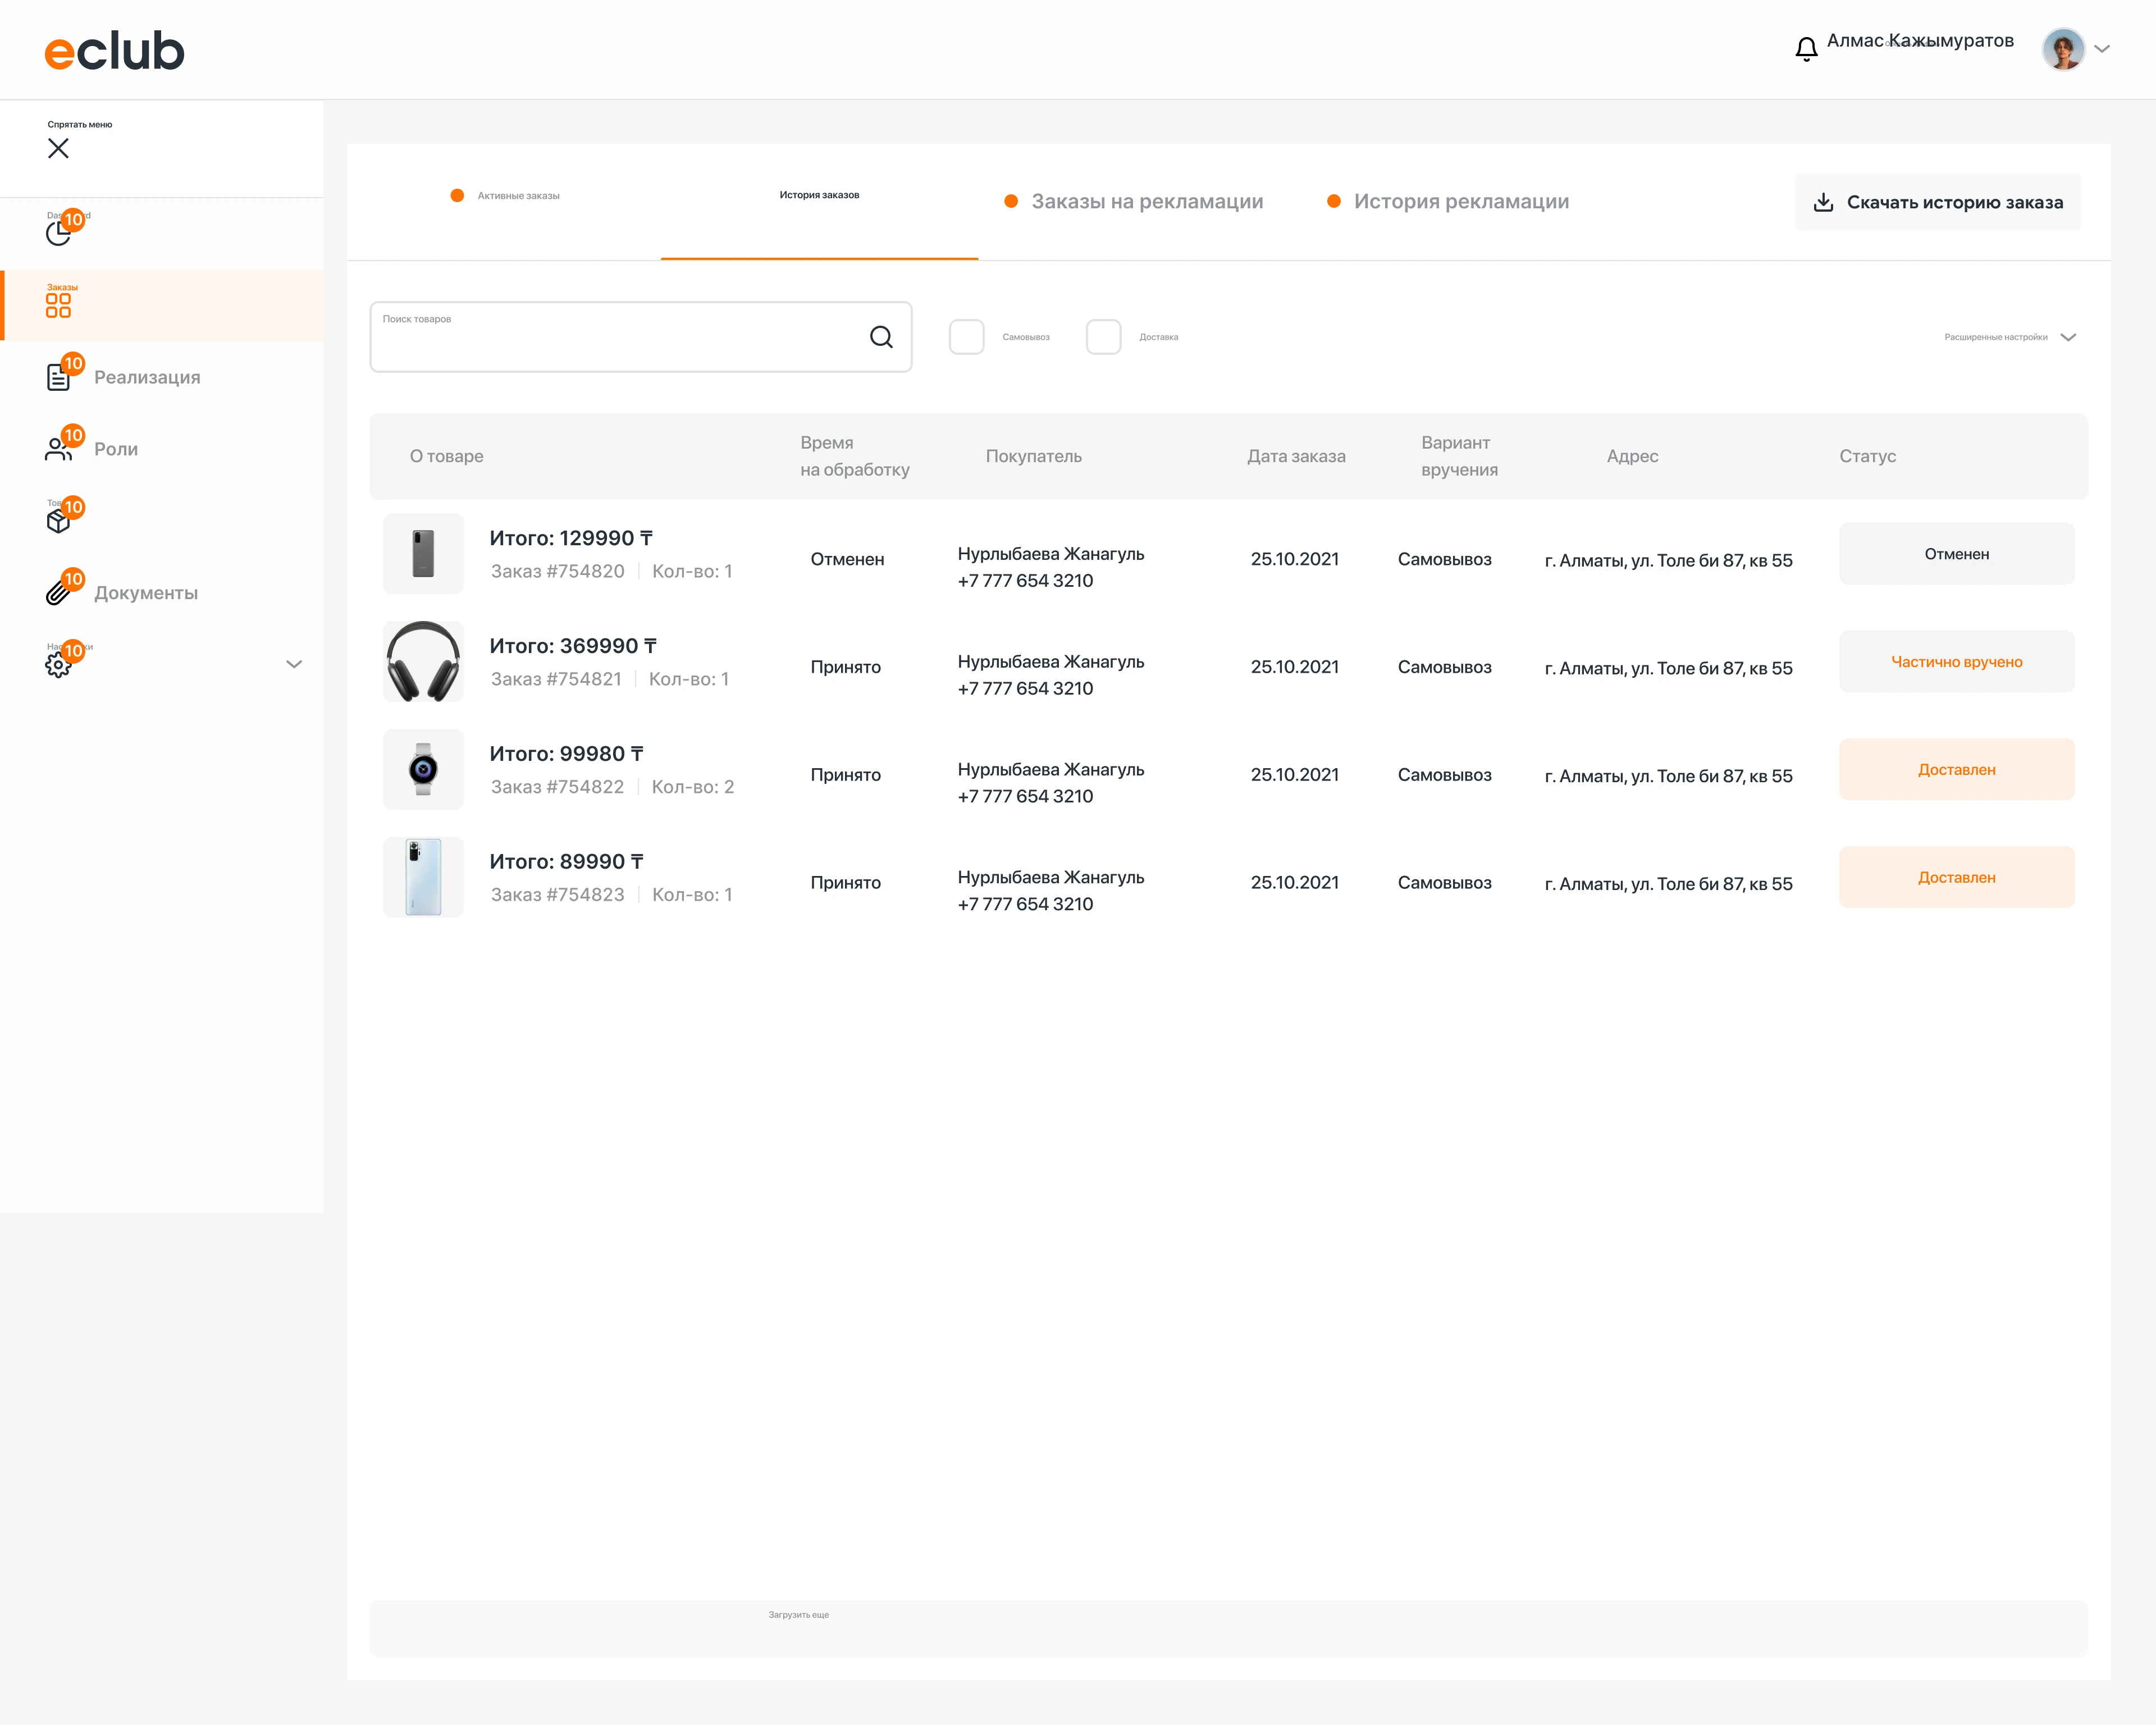 eclub
Алмас Кажымуратов
Спрятать меню
10
Заказы
10
Реализация
10
Роли
10
10
Документы
10
Активные заказы
История заказов
Заказы на рекламации
История рекламации
Скачать историю заказа
Поиск товаров
Самовывоз
Доставка
Расширенные настройки
О товаре
Время
на обработку
Покупатель
Дата заказа
Вариант
вручения
Адрес
Статус
Итого: 129990 ₸
Заказ #754820 Кол-во: 1
Отменен
Нурлыбаева Жанагуль
+7 777 654 3210
25.10.2021
Самовывоз
г. Алматы, ул. Толе би 87, кв 55
Отменен
Итого: 369990 ₸
Заказ #754821 Кол-во: 1
Принято
Нурлыбаева Жанагуль
+7 777 654 3210
25.10.2021
Самовывоз
г. Алматы, ул. Толе би 87, кв 55
Частично вручено
Итого: 99980 ₸
Заказ #754822 Кол-во: 2
Принято
Нурлыбаева Жанагуль
+7 777 654 3210
25.10.2021
Самовывоз
г. Алматы, ул. Толе би 87, кв 55
Доставлен
Итого: 89990 ₸
Заказ #754823 Кол-во: 1
Принято
Нурлыбаева Жанагуль
+7 777 654 3210
25.10.2021
Самовывоз
г. Алматы, ул. Толе би 87, кв 55
Доставлен
Загрузить еще